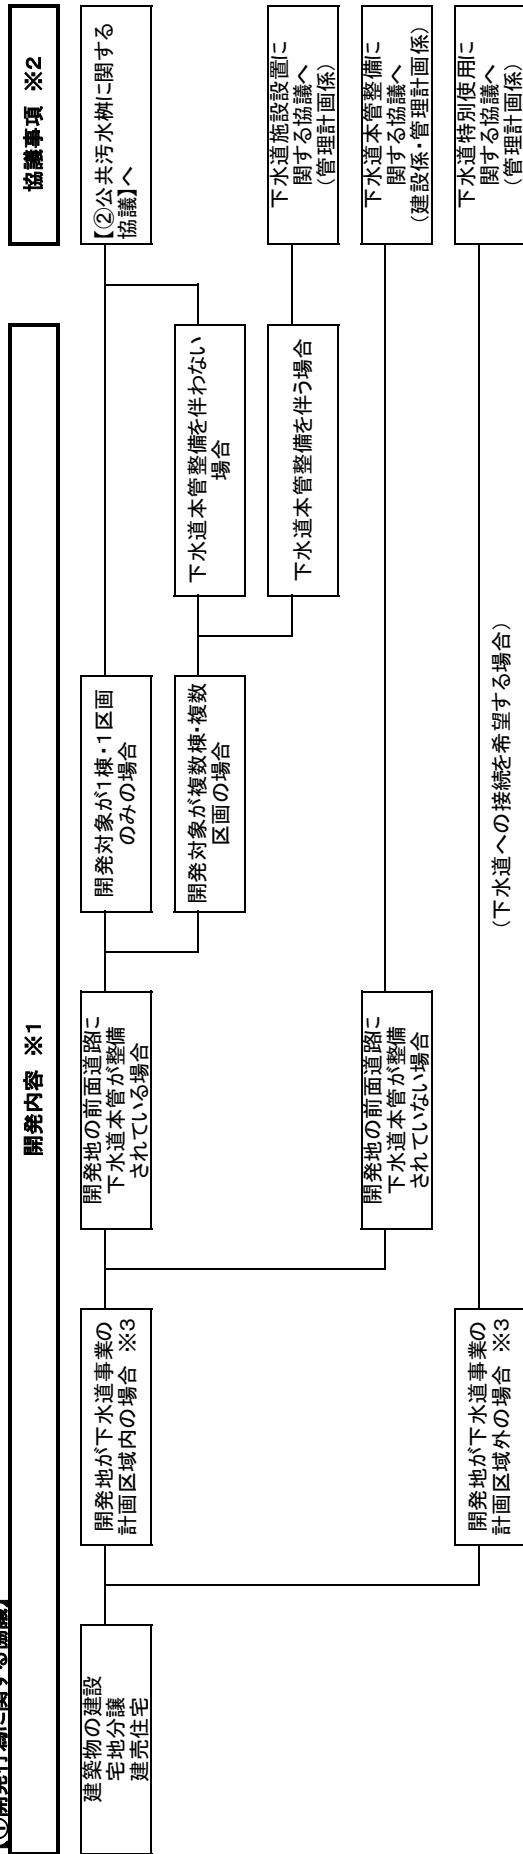 【①開発行為に関する協議】
開発内容 ※1
協議事項 ※2
建築物の建設
宅地分譲
建売住宅
開発地が下水道事業の
計画区域内の場合 ※3
開発地の前面道路に
下水道本管が整備
されている場合
開発対象が1棟・1区画
のみの場合
【②公共汚水桝に関する
協議】へ
開発対象が複数棟・複数
区画の場合
下水道本管整備を伴わない
場合
下水道本管整備を伴う場合
下水道施設設置に
関する協議へ
(管理計画係)
開発地の前面道路に
下水道本管が整備
されていない場合
下水道本管整備に
関する協議へ
(建設係・管理計画係)
開発地が下水道事業の
計画区域外の場合 ※3
下水道特別使用に
関する協議へ
(管理計画係)
(下水道への接続を希望する場合)